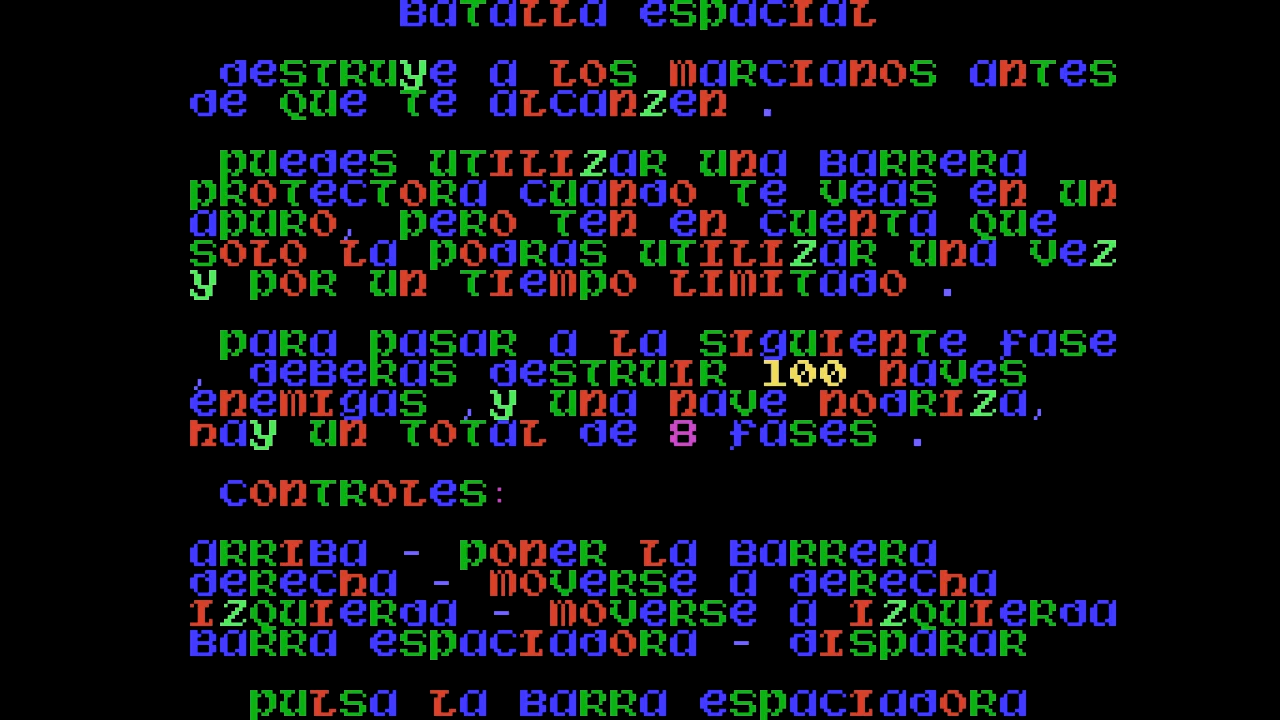 BATALLA ESPACIAL
DESTRUYE A LOS MARCIANOS ANTES
DE QUE TE ALCANZEN .
PUEDES UTILIZAR UNA BARRERA
PROTECTORA CUANDO TE VEAS EN UN
APURO, PERO TEN EN CUENTA QUE
SOLO LA PODRAS UTILIZAR UNA VEZ
Y POR UN TIEMPO LIMITADO .
PARA PASAR A LA SIGUIENTE FASE
, DEBERAS DESTRUIR 100 NAVES
ENEMIGAS ,Y UNA NAVE NODRIZA,
HAY UN TOTAL DE 8 FASES .
CONTROLES:
ARRIBA - PONER LA BARRERA
DERECHA - MOVERSE A DERECHA
IZQUIERDA - MOVERSE A IZQUIERDA
BARRA ESPACIADORA - DISPARAR
PULSA LA BARRA ESPACIADORA